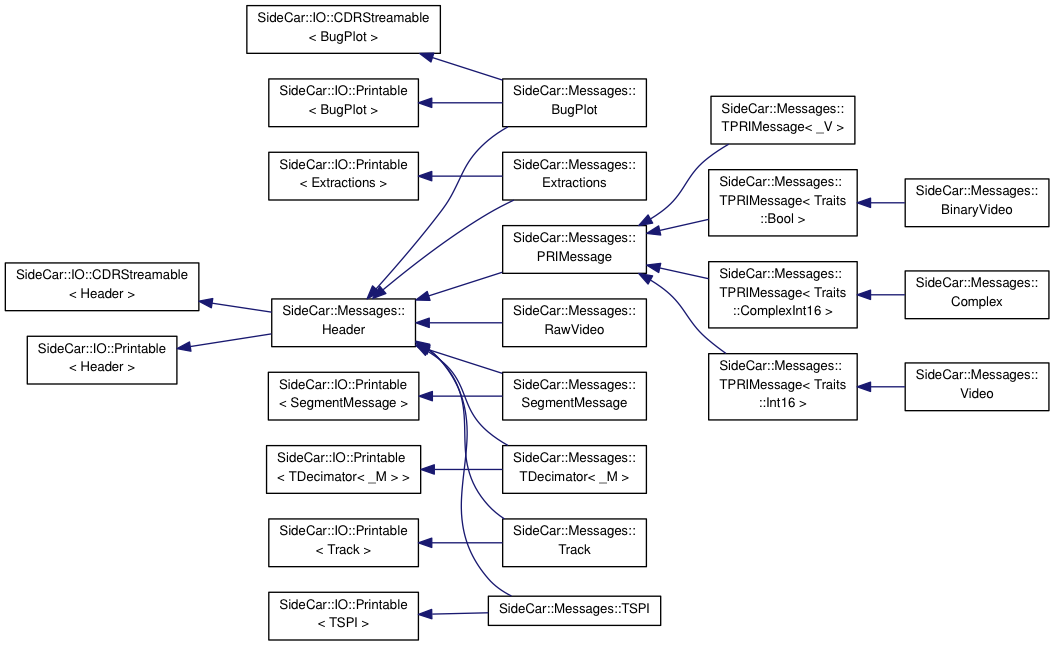 SideCar::IO::CDRStreamable
< Header >
SideCar::IO::Printable
< Header >
SideCar::IO::CDRStreamable
< BugPlot >
SideCar::IO::Printable
< BugPlot >
SideCar::IO::Printable
< Extractions >
SideCar::Messages::
Header
SideCar::IO::Printable
< SegmentMessage >
SideCar::IO::Printable
< TDecimator< _M > >
SideCar::IO::Printable
< Track >
SideCar::IO::Printable
< TSPI >
SideCar::Messages::
BugPlot
SideCar::Messages::
Extractions
SideCar::Messages::
PRIMessage
SideCar::Messages::
RawVideo
SideCar::Messages::
SegmentMessage
SideCar::Messages::
TDecimator< _M >
SideCar::Messages::
Track
SideCar::Messages::TSPI
SideCar::Messages::
TPRIMessage< _V >
SideCar::Messages::
TPRIMessage< Traits
::Bool >
SideCar::Messages::
TPRIMessage< Traits
::ComplexInt16 >
SideCar::Messages::
TPRIMessage< Traits
::Int16 >
SideCar::Messages::
BinaryVideo
SideCar::Messages::
Complex
SideCar::Messages::
Video